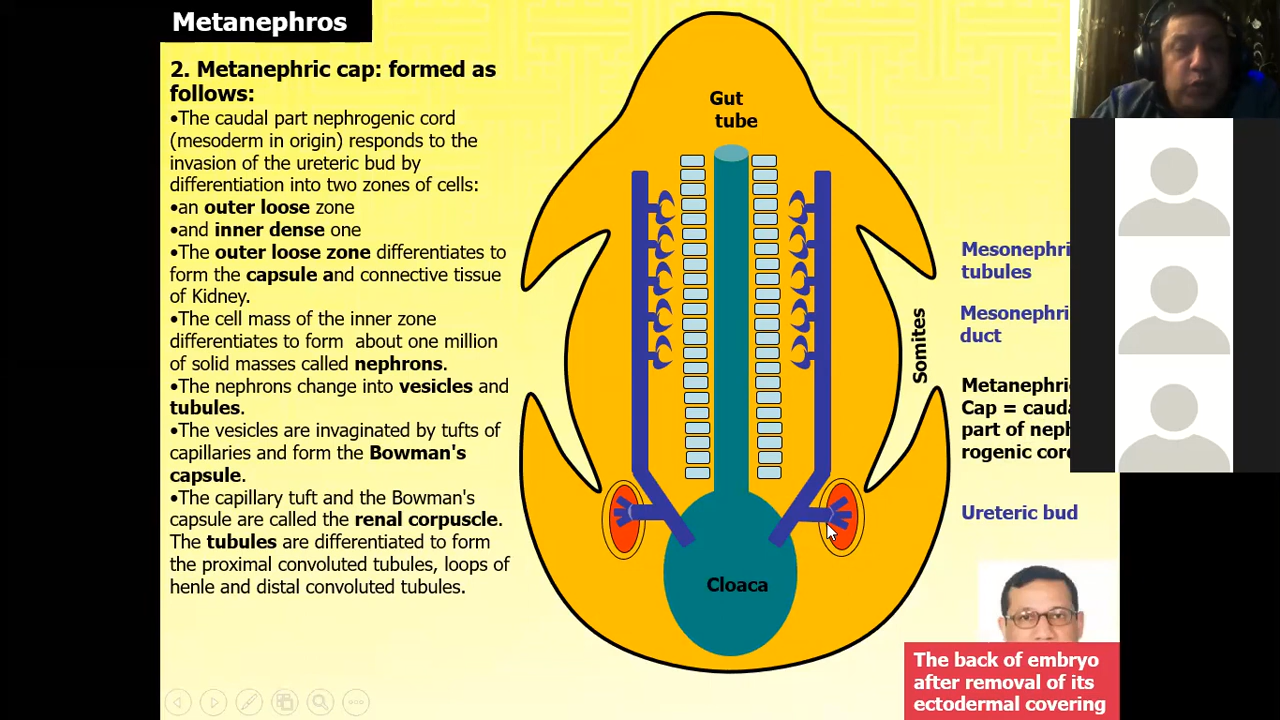 Metanephros
2. Metanephric cap: formed as
follows:
•The caudal part nephrogenic cord
(mesoderm in origin) responds to the
invasion of the ureteric bud by
differentiation into two zones of cells:
•an outer loose zone
•and inner dense one
•The outer loose zone differentiates to
form the capsule and connective tissue
of Kidney.
•The cell mass of the inner zone
differentiates to form about one million
of solid masses called nephrons.
•The nephrons change into vesicles and
tubules.
•The vesicles are invaginated by tufts of
capillaries and form the Bowman's
capsule.
•The capillary tuft and the Bowman's
capsule are called the renal corpuscle.
The tubules are differentiated to form
the proximal convoluted tubules, loops of
henle and distal convoluted tubules.
Gut
tube
Cloaca
Somites
Mesonephri
tubules
Mesonephri
duct
Metanephri
Cap = cauda
part of neph
rogenic cor
Ureteric bud
The back of embryo
after removal of its
ectodermal covering